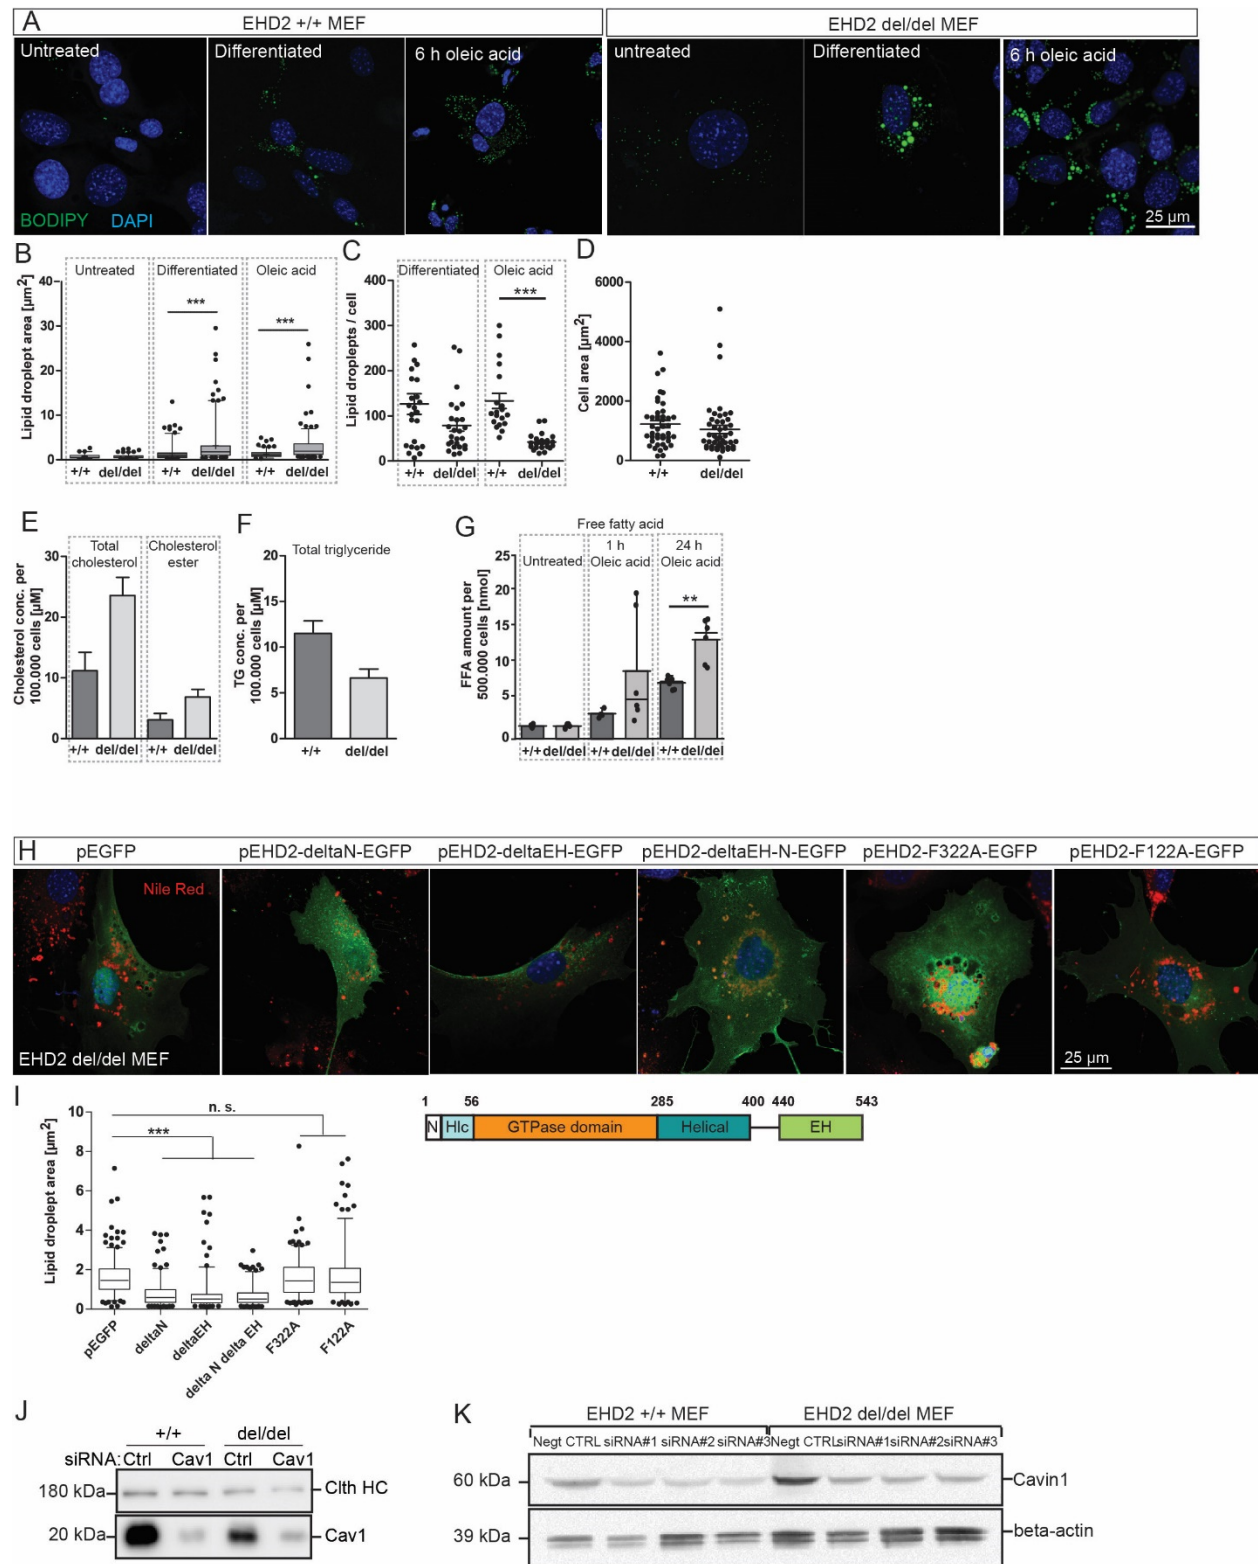 A
EHD2 +/+ MEF
EHD2 del/del MEF
Untreated
Differentiated
6 h oleic acid
untreated
Differentiated
6 h oleic acid
BODIPY
DAPI
25 µm
B
Untreated
Differentiated
Oleic acid
Lipid droplept area [µm²]
40
30
20
10
0
***
***
+/+ del/del
+/+ del/del
+/+ del/del
C
Differentiated
Oleic acid
Lipid droplepts / cell
400
300
200
100
0
***
+/+ del/del
+/+ del/del
D
Cell area [µm²]
6000
4000
2000
0
+/+ del/del
E
Total cholesterol
Cholesterol ester
Cholesterol conc. per 100.000 cells [µM]
30
20
10
0
+/+ del/del
+/+ del/del
F
Total triglyceride
TG conc. per 100.000 cells [µM]
20
15
10
5
0
+/+ del/del
G
Free fatty acid
Untreated
1 h Oleic acid
24 h Oleic acid
FFA amount per 500.000 cells [nmol]
25
20
15
10
5
0
**
+/+ del/del
+/+ del/del
+/+ del/del
H
pEGFP
pEHD2-deltaN-EGFP
pEHD2-deltaEH-EGFP
pEHD2-deltaEH-N-EGFP
pEHD2-F322A-EGFP
pEHD2-F122A-EGFP
Nile Red
EHD2 del/del MEF
25 µm
I
Lipid droplept area [µm²]
10
8
6
4
2
0
n. s.
***
pEGFP
deltaN
deltaEH
delta N delta EH
F322A
F122A
1 56 285 400 440 543
N Hlc GTPase domain Helical EH
J
+/+ del/del
siRNA: Ctrl Cav1 Ctrl Cav1
180 kDa
Clth HC
20 kDa
Cav1
K
EHD2 +/+ MEF
EHD2 del/del MEF
Negt CTRL siRNA#1 siRNA#2 siRNA#3 Negt CTRL siRNA#1 siRNA#2 siRNA#3
60 kDa
Cavin1
39 kDa
beta-actin